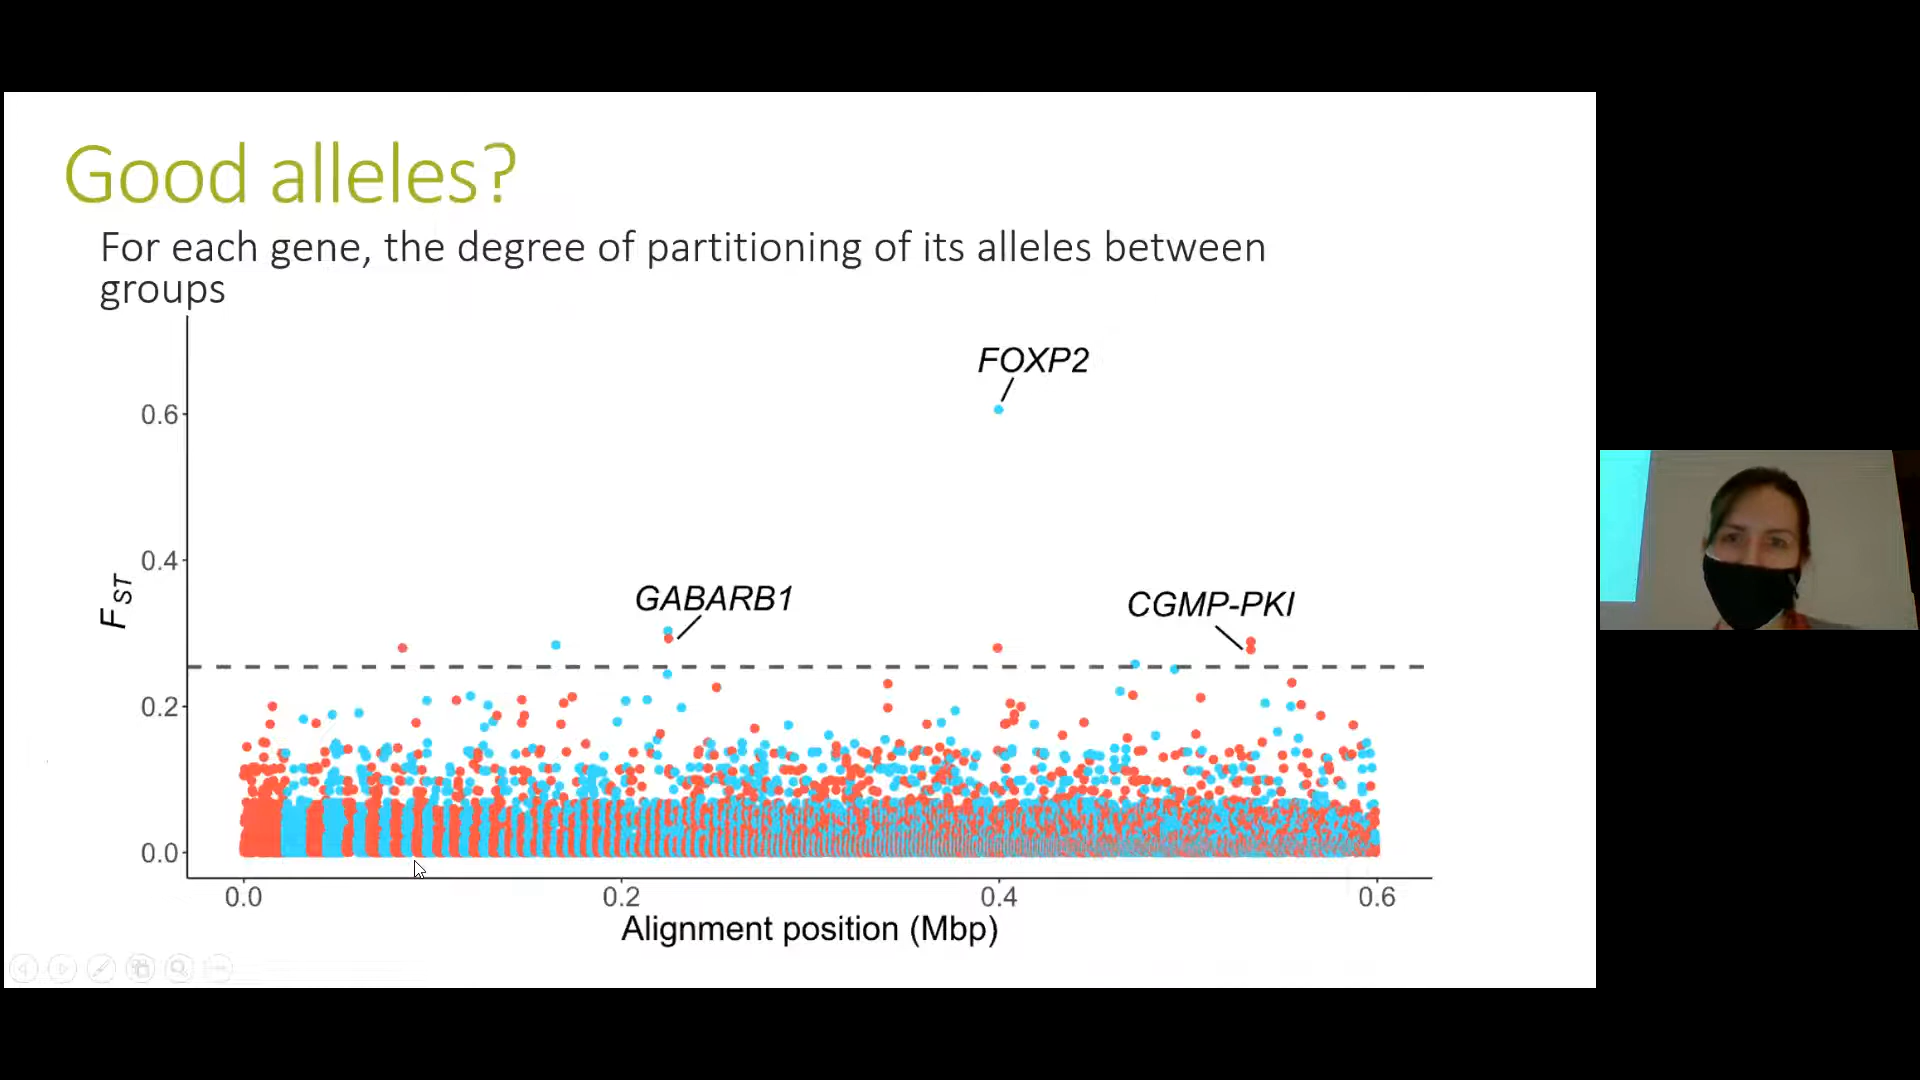 Good alleles?
For each gene, the degree of partitioning of its alleles between
groups
FOXP2
0.6
0.4
GABARB1
CGMP-PKI
F ST
0.2
0.0
0.0 0.2 0.4 0.6
Alignment position (Mbp)